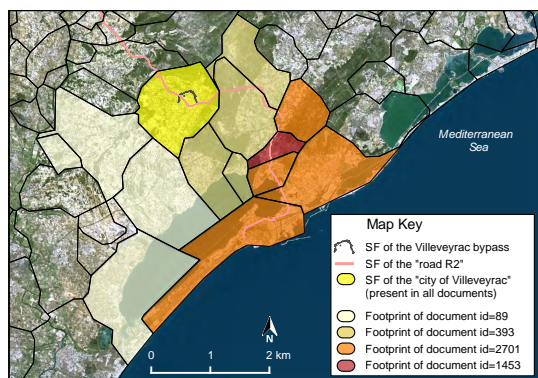 Mediterranean
Sea
Map Key
SF of the Villeveyrac bypass
SF of the "road R2"
SF of the "city of Villeveyrac"
(present in all documents)
Footprint of document id=89
Footprint of document id=393
Footprint of document id=2701
Footprint of document id=1453
N
0 1 2 km